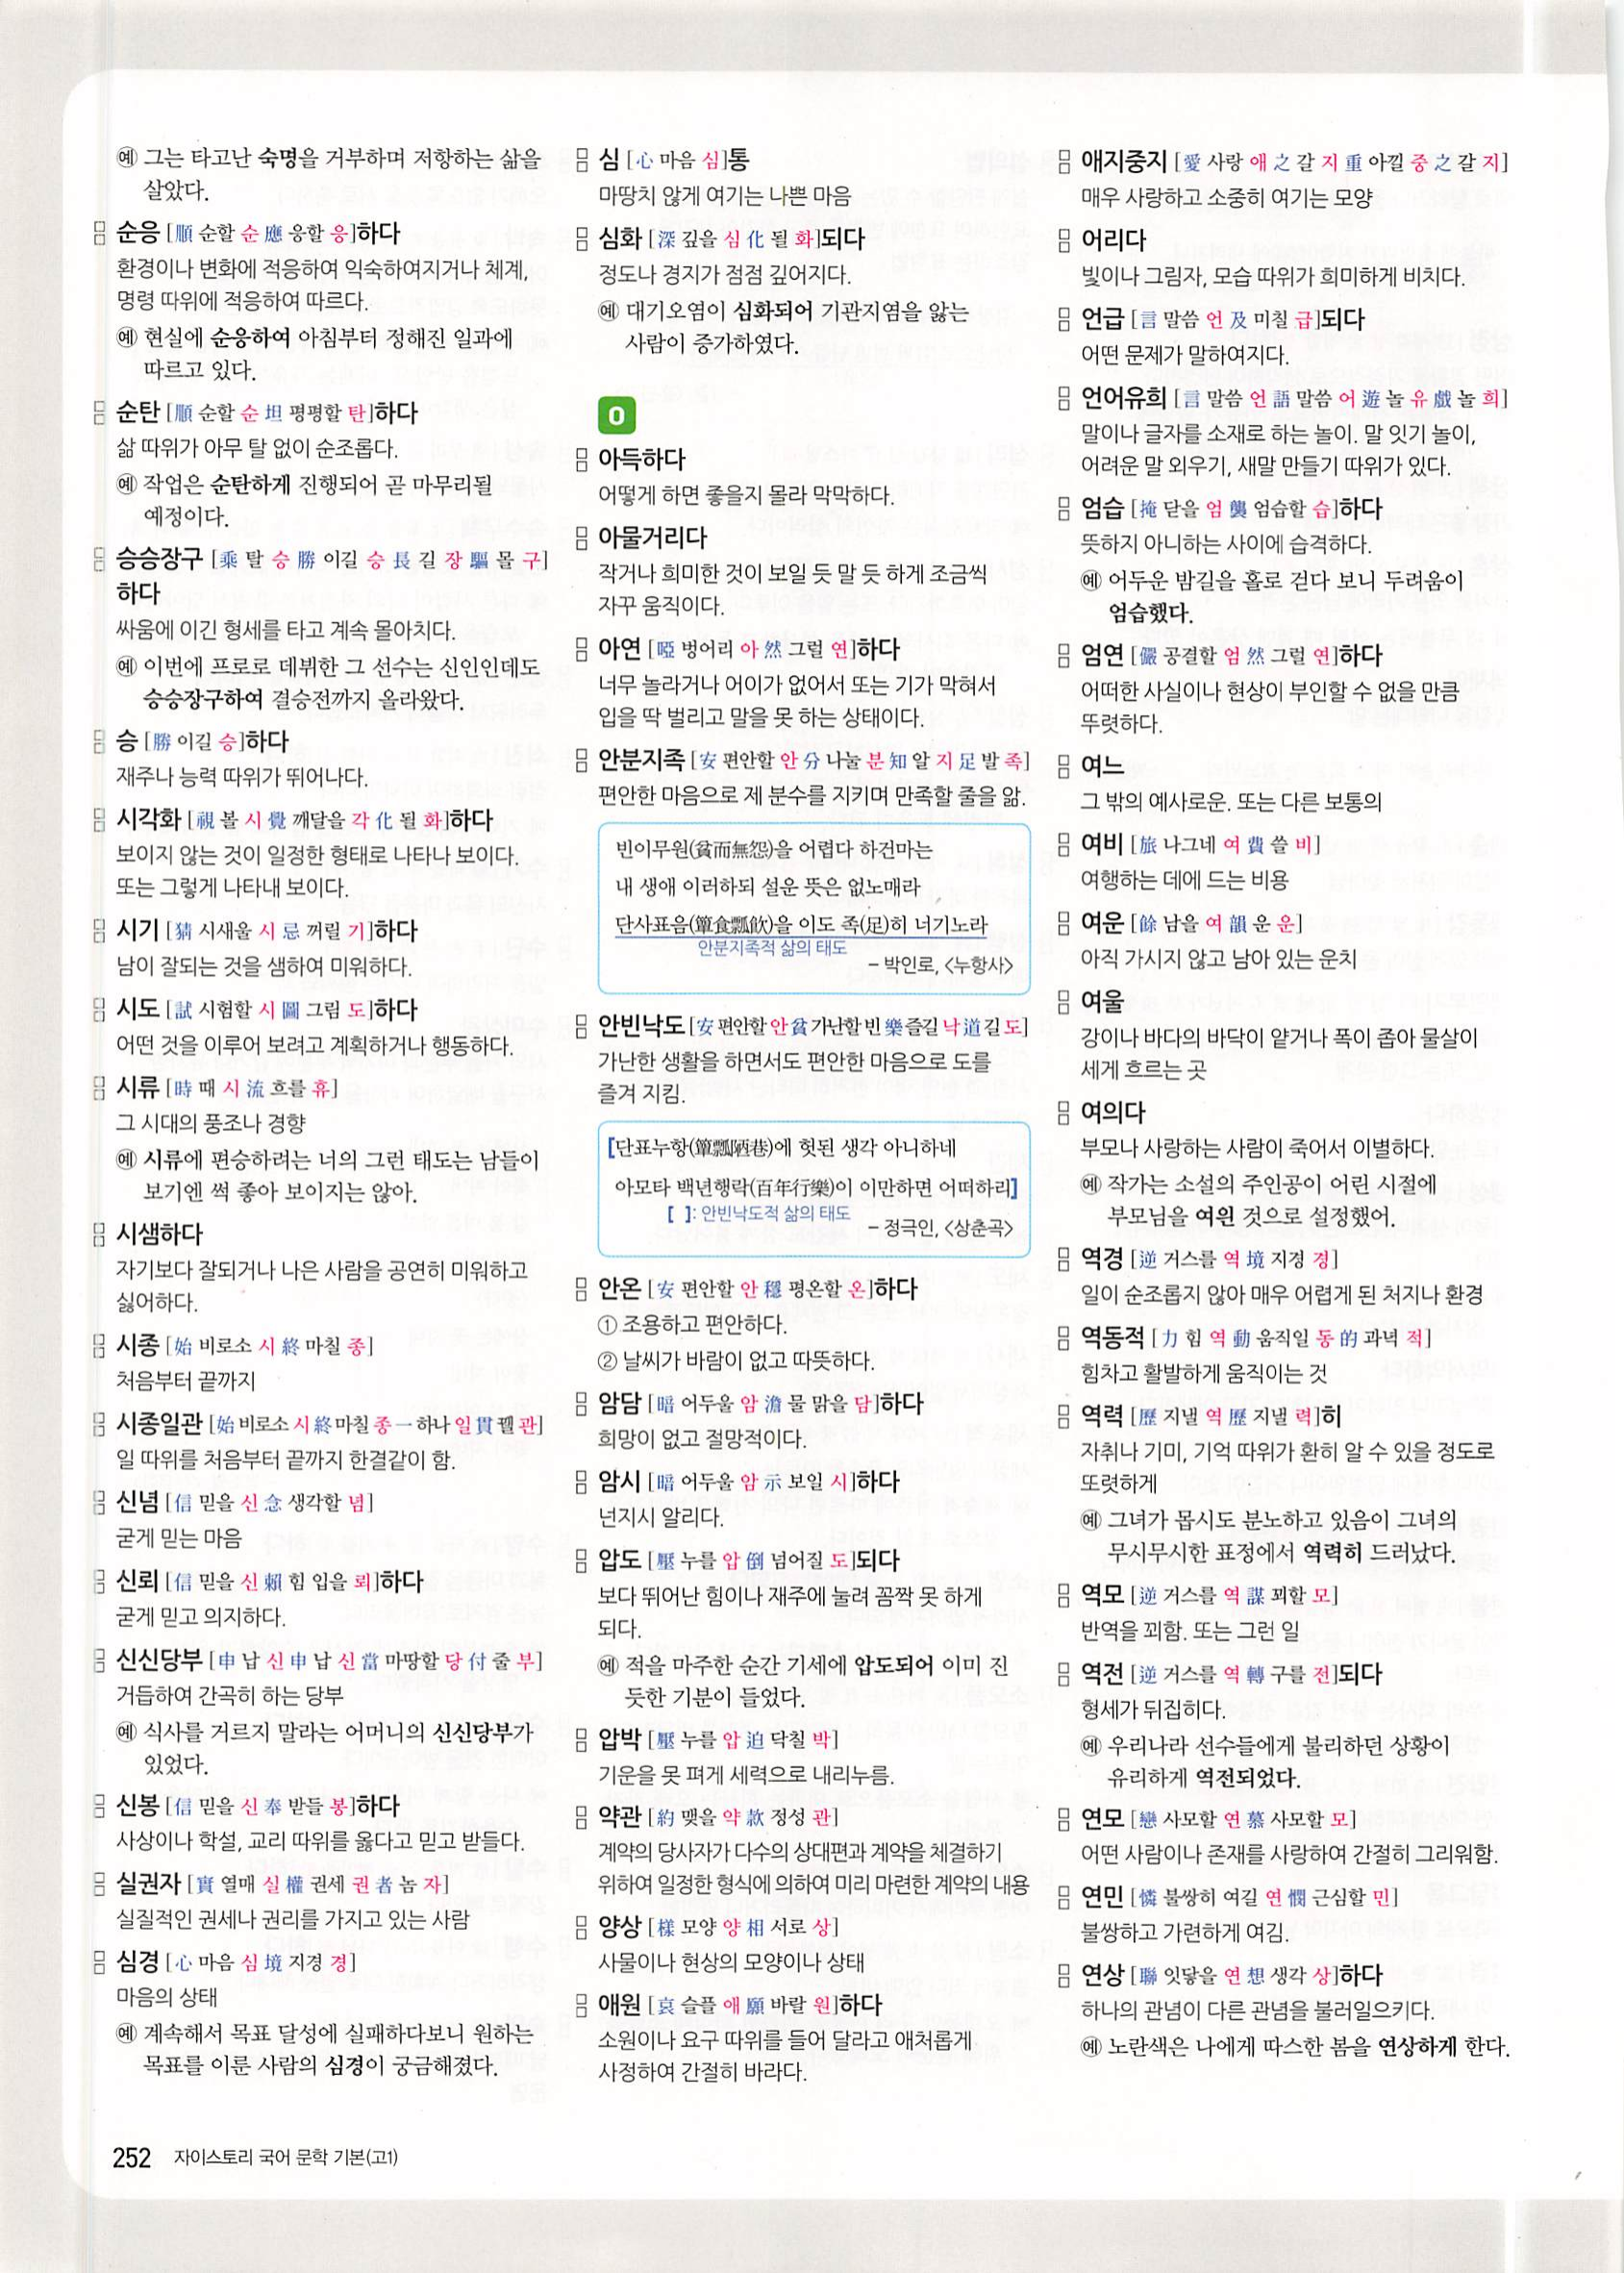 예 그는 타고난 숙명을 거부하며 저항하는 삶을
살았다.
순응 [順 순할 순 應 응할 응]하다
환경이나 변화에 적응하여 익숙하여지거나 체계,
명령 따위에 적응하여 따르다.
예 현실에 순응하여 아침부터 정해진 일과에
따르고 있다.
순탄 [順 순할 순 坦 평평할 탄]하다
삶 따위가 아무 탈 없이 순조롭다.
예 작업은 순탄하게 진행되어 곧 마무리될
예정이다.
승승장구 [乘 탈 승 勝 이길 승 長 길 장 驅 몰 구]
하다
싸움에 이긴 형세를 타고 계속 몰아치다.
예 이번에 프로로 데뷔한 그 선수는 신인인데도
승승장구하여 결승전까지 올라왔다.
승 [勝 이길 승]하다
재주나 능력 따위가 뛰어나다.
시각화 [視 볼 시 覺 깨달을 각 化 될 화]하다
보이지 않는 것이 일정한 형태로 나타나 보이다.
또는 그렇게 나타내 보이다.
시기 [猜 시새울 시 忌 꺼릴 기]하다
남이 잘되는 것을 샘하여 미워하다.
시도 [試 시험할 시 圖 그림 도]하다
어떤 것을 이루어 보려고 계획하거나 행동하다.
시류 [時 때 시 流 흐를 휴]
그 시대의 풍조나 경향
예 시류에 편승하려는 너의 그런 태도는 남들이
보기엔 썩 좋아 보이지는 않아.
시샘하다
자기보다 잘되거나 나은 사람을 공연히 미워하고
싫어하다.
시종 [始 비로소 시 終 마칠 종]
처음부터 끝까지
시종일관 [始 비로소 시 終 마칠 종 一 하나 일 貫 꿸 관]
일 따위를 처음부터 끝까지 한결같이 함.
신념 [信 믿을 신 念 생각할 념]
굳게 믿는 마음
신뢰 [信 믿을 신 賴 힘 입을 뢰]하다
굳게 믿고 의지하다.
신신당부 [申 납 신 申 납 신 當 마땅할 당 付 줄 부]
거듭하여 간곡히 하는 당부
예 식사를 거르지 말라는 어머니의 신신당부가
있었다.
신봉 [信 믿을 신 奉 받들 봉]하다
사상이나 학설, 교리 따위를 옳다고 믿고 받들다.
실권자 [實 열매 실 權 권세 권 者 놈 자]
실질적인 권세나 권리를 가지고 있는 사람
심경 [心 마음 심 境 지경 경]
마음의 상태
예 계속해서 목표 달성에 실패하다보니 원하는
목표를 이룬 사람의 심경이 궁금해졌다.
심 [心 마음 심]통
마땅치 않게 여기는 나쁜 마음
심화 [深 깊을 심 化 될 화]되다
정도나 경지가 점점 깊어지다.
예 대기오염이 심화되어 기관지염을 앓는
사람이 증가하였다.
ㅇ
아득하다
어떻게 하면 좋을지 몰라 막막하다.
아물거리다
작거나 희미한 것이 보일 듯 말 듯 하게 조금씩
자꾸 움직이다.
아연 [啞 벙어리 아 然 그럴 연]하다
너무 놀라거나 어이가 없어서 또는 기가 막혀서
입을 딱 벌리고 말을 못 하는 상태이다.
안분지족 [安 편안할 안 分 나눌 분 知 알 지 足 발 족]
편안한 마음으로 제 분수를 지키며 만족할 줄을 앎.
빈이무원(貧而無怨)을 어렵다 하건마는
내 생애 이러하되 설운 뜻은 없노매라
단사표음(簞食瓢飮)을 이도 족(足)히 너기노라
안분지족적 삶의 태도
– 박인로, <누항사>
안빈낙도 [安 편안할 안 貧 가난할 빈 樂 즐길 낙 道 길 도]
가난한 생활을 하면서도 편안한 마음으로 도를
즐겨 지킴.
[단표누항(簞瓢陋巷)에 헛된 생각 아니하네
아모타 백년행락(百年行樂)이 이만하면 어떠하리]
[ ]: 안빈낙도적 삶의 태도
– 정극인, <상춘곡>
안온 [安 편안할 안 穩 평온할 온]하다
① 조용하고 편안하다.
② 날씨가 바람이 없고 따뜻하다.
암담 [暗 어두울 암 澹 물 맑을 담]하다
희망이 없고 절망적이다.
암시 [暗 어두울 암 示 보일 시]하다
넌지시 알리다.
압도 [壓 누를 압 倒 넘어질 도]되다
보다 뛰어난 힘이나 재주에 눌려 꼼짝 못 하게
되다.
예 적을 마주한 순간 기세에 압도되어 이미 진
듯한 기분이 들었다.
압박 [壓 누를 압 迫 닥칠 박]
기운을 못 펴게 세력으로 내리누름.
약관 [約 맺을 약 款 정성 관]
계약의 당사자가 다수의 상대편과 계약을 체결하기
위하여 일정한 형식에 의하여 미리 마련한 계약의 내용
양상 [樣 모양 양 相 서로 상]
사물이나 현상의 모양이나 상태
애원 [哀 슬플 애 願 바랄 원]하다
소원이나 요구 따위를 들어 달라고 애처롭게
사정하여 간절히 바라다.
애지중지 [愛 사랑 애 之 갈 지 重 아낄 중 之 갈 지]
매우 사랑하고 소중히 여기는 모양
어리다
빛이나 그림자, 모습 따위가 희미하게 비치다.
언급 [言 말씀 언 及 미칠 급]되다
어떤 문제가 말하여지다.
언어유희 [言 말씀 언 語 말씀 어 遊 놀 유 戲 놀 희]
말이나 글자를 소재로 하는 놀이. 말 잇기 놀이,
어려운 말 외우기, 새말 만들기 따위가 있다.
엄습 [掩 닫을 엄 襲 엄습할 습]하다
뜻하지 아니하는 사이에 습격하다.
예 어두운 밤길을 홀로 걷다 보니 두려움이
엄습했다.
엄연 [儼 공결할 엄 然 그럴 연]하다
어떠한 사실이나 현상이 부인할 수 없을 만큼
뚜렷하다.
여느
그 밖의 예사로운. 또는 다른 보통의
여비 [旅 나그네 여 費 쓸 비]
여행하는 데에 드는 비용
여운 [餘 남을 여 韻 운 운]
아직 가시지 않고 남아 있는 운치
여울
강이나 바다의 바닥이 얕거나 폭이 좁아 물살이
세게 흐르는 곳
여의다
부모나 사랑하는 사람이 죽어서 이별하다.
예 작가는 소설의 주인공이 어린 시절에
부모님을 여읜 것으로 설정했어.
역경 [逆 거스를 역 境 지경 경]
일이 순조롭지 않아 매우 어렵게 된 처지나 환경
역동적 [力 힘 역 動 움직일 동 的 과녁 적]
힘차고 활발하게 움직이는 것
역력 [歷 지낼 역 歷 지낼 력]히
자취나 기미, 기억 따위가 환히 알 수 있을 정도로
또렷하게
예 그녀가 몹시도 분노하고 있음이 그녀의
무시무시한 표정에서 역력히 드러났다.
역모 [逆 거스를 역 謀 꾀할 모]
반역을 꾀함. 또는 그런 일
역전 [逆 거스를 역 轉 구를 전]되다
형세가 뒤집히다.
예 우리나라 선수들에게 불리하던 상황이
유리하게 역전되었다.
연모 [戀 사모할 연 慕 사모할 모]
어떤 사람이나 존재를 사랑하여 간절히 그리워함.
연민 [憐 불쌍히 여길 연 憫 근심할 민]
불쌍하고 가련하게 여김.
연상 [聯 잇닿을 연 想 생각 상]하다
하나의 관념이 다른 관념을 불러일으키다.
예 노란색은 나에게 따스한 봄을 연상하게 한다.
252 자이스토리 국어 문학 기본(고1)